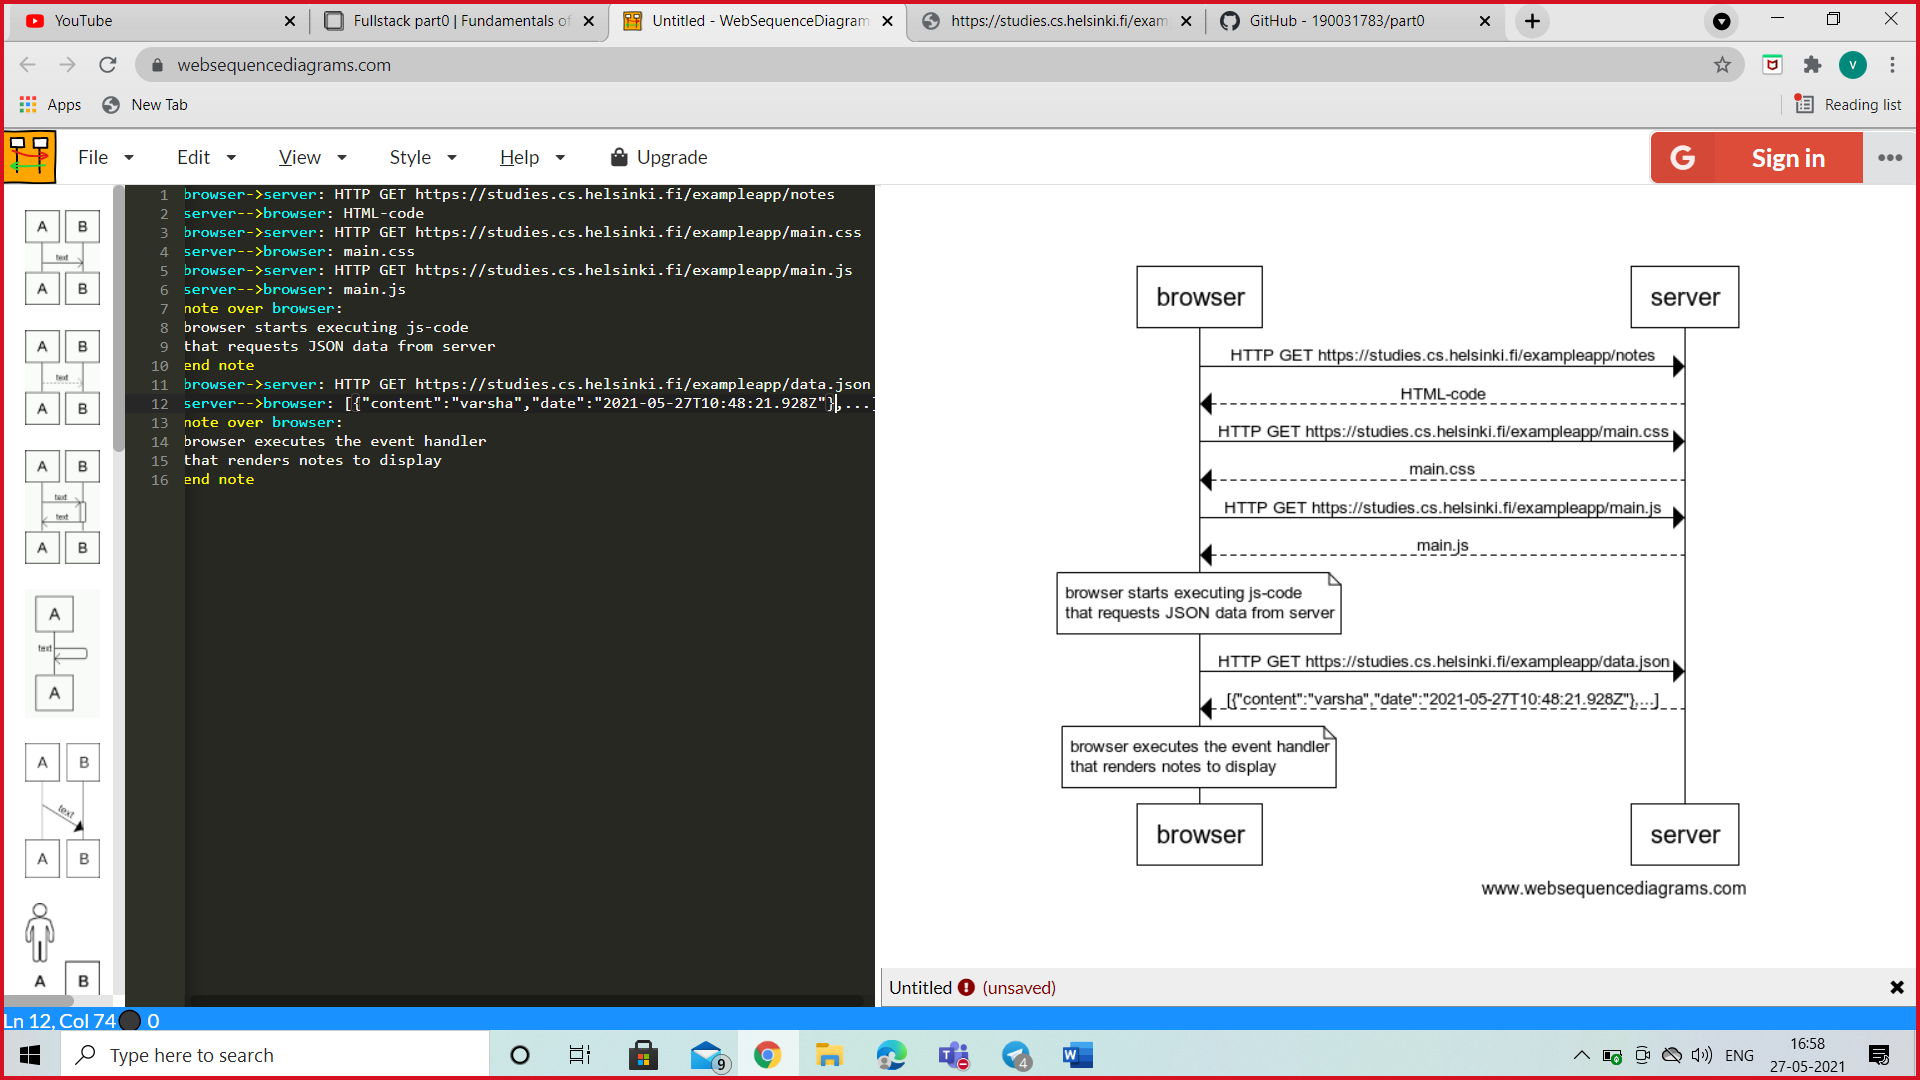 YouTube
Fullstack part0 | Fundamentals of
Untitled - WebSequenceDiagram
https://studies.cs.helsinki.fi/exam
GitHub - 190031783/part0
websequencediagrams.com
V
Apps
New Tab
Reading list
File
Edit
View
Style
Help
Upgrade
G
Sign in
A B
text
A B
A B
text
A B
A B
text
text
A B
A
text
A
A B
text
A B
A B
1 browser->server: HTTP GET https://studies.cs.helsinki.fi/exampleapp/notes
2 server-->browser: HTML-code
3 browser->server: HTTP GET https://studies.cs.helsinki.fi/exampleapp/main.css
4 server-->browser: main.css
5 browser->server: HTTP GET https://studies.cs.helsinki.fi/exampleapp/main.js
6 server-->browser: main.js
7 note over browser:
8 browser starts executing js-code
9 that requests JSON data from server
10 end note
11 browser->server: HTTP GET https://studies.cs.helsinki.fi/exampleapp/data.json
12 server-->browser: [{"content":"varsha","date":"2021-05-27T10:48:21.928Z"},...]
13 note over browser:
14 browser executes the event handler
15 that renders notes to display
16 end note
browser server
HTTP GET https://studies.cs.helsinki.fi/exampleapp/notes
HTML-code
HTTP GET https://studies.cs.helsinki.fi/exampleapp/main.css
main.css
HTTP GET https://studies.cs.helsinki.fi/exampleapp/main.js
main.js
browser starts executing js-code
that requests JSON data from server
HTTP GET https://studies.cs.helsinki.fi/exampleapp/data.json
[{"content":"varsha","date":"2021-05-27T10:48:21.928Z"},...]
browser executes the event handler
that renders notes to display
browser server
www.websequencediagrams.com
Untitled ! (unsaved)
Ln 12, Col 74 0
Type here to search
9
4
ENG
16:58
27-05-2021